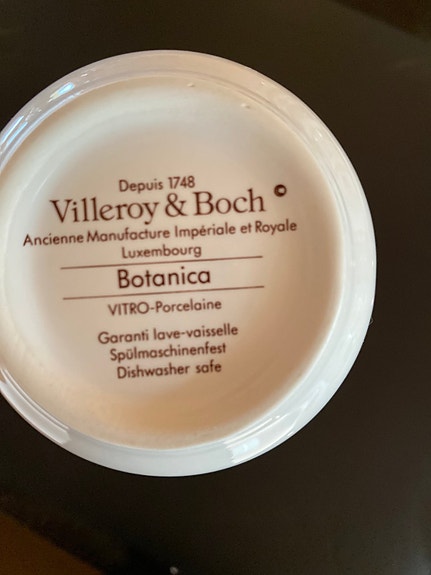 Depuis 1748
Villeroy & Boch ©
Ancienne Manufacture Impériale et Royale
Luxembourg
Botanica
VITRO-Porcelaine
Garanti lave-vaisselle
Spülmaschinenfest
Dishwasher safe